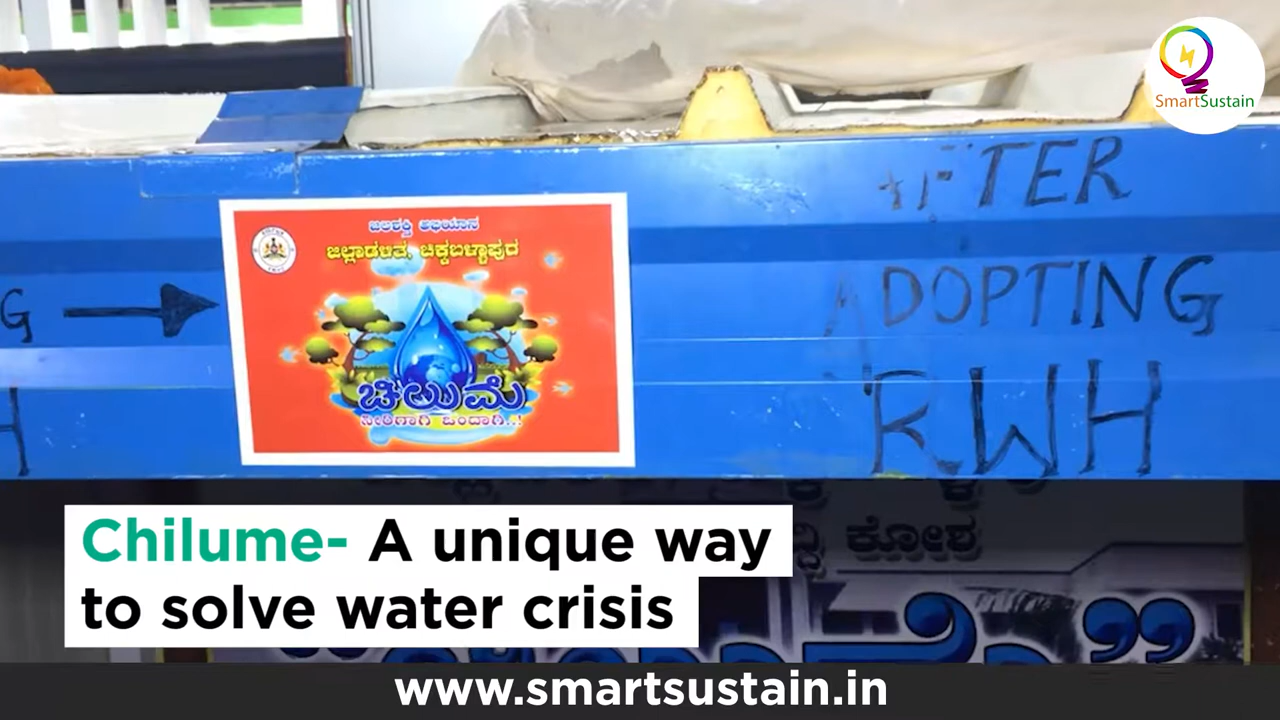 SmartSustain
AFTER
ADOPTING
RWH
G
H
ಜಲಶಕ್ತಿ ಅಭಿಯಾನ
ಜಿಲ್ಲಾಡಳಿತ, ಚಿಕ್ಕಬಳ್ಳಾಪುರ
ಚಿಲುಮೆ
ನೀರಿಗಾಗಿ ಒಂದಾಗಿ..!
ಕೋಶ
Chilume- A unique way
to solve water crisis
www.smartsustain.in